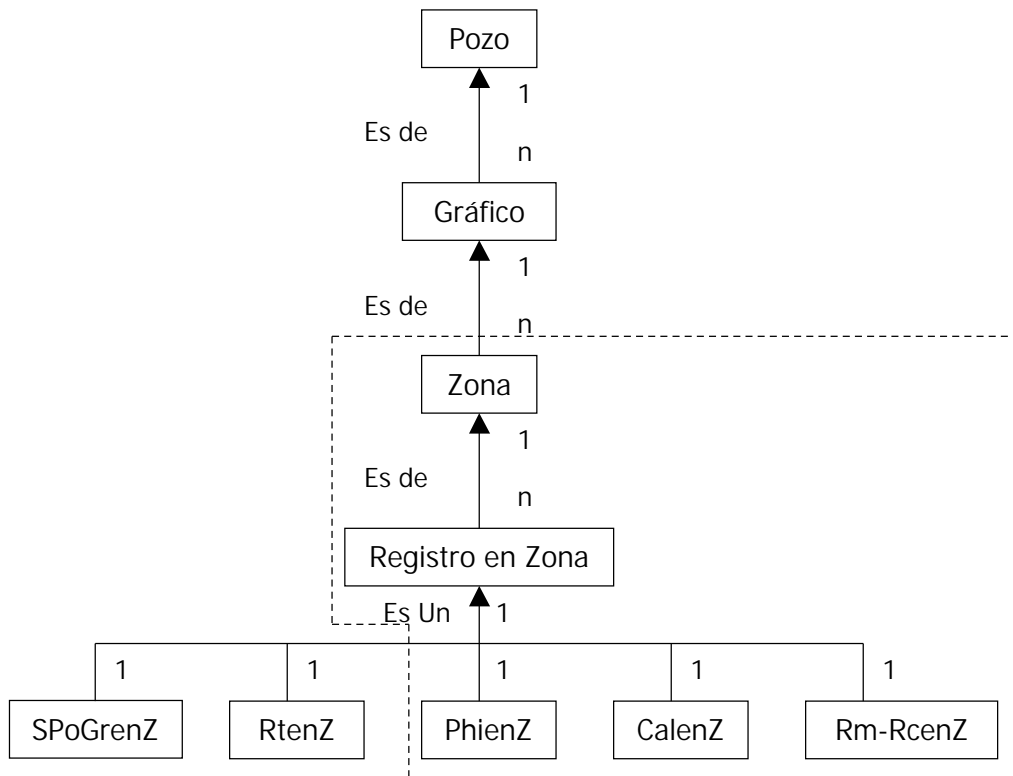 Pozo
1
Es de
n
Gráfico
1
Es de
n
Zona
1
Es de
n
Registro en Zona
Es Un 1
1 1 1 1 1
SPoGrenZ RtenZ PhienZ CalenZ Rm-RcenZ